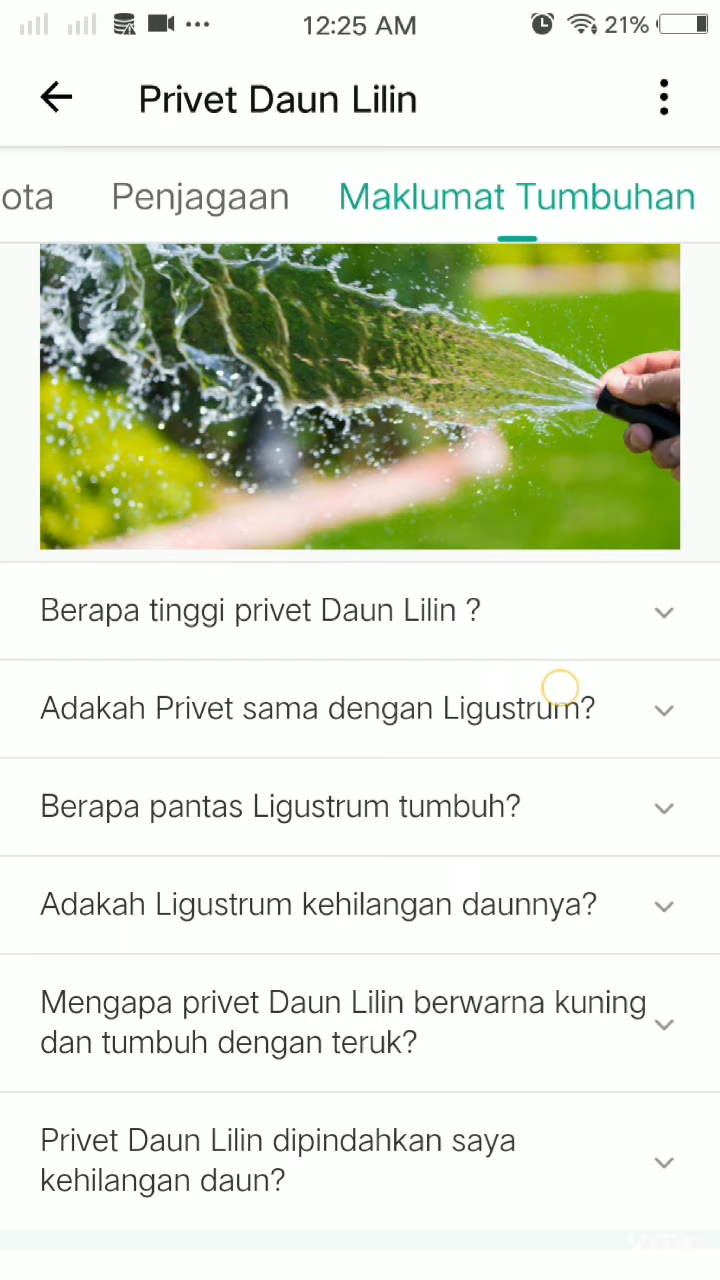 12:25 AM
21%
Privet Daun Lilin
ota
Penjagaan
Maklumat Tumbuhan
Berapa tinggi privet Daun Lilin ?
Adakah Privet sama dengan Ligustrum?
Berapa pantas Ligustrum tumbuh?
Adakah Ligustrum kehilangan daunnya?
Mengapa privet Daun Lilin berwarna kuning
dan tumbuh dengan teruk?
Privet Daun Lilin dipindahkan saya
kehilangan daun?